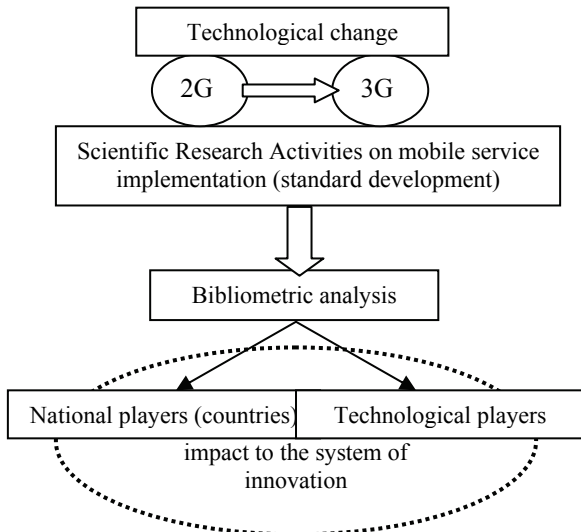 Technological change
2G
3G
Scientific Research Activities on mobile service
implementation (standard development)
Bibliometric analysis
National players (countries)
Technological players
impact to the system of
innovation